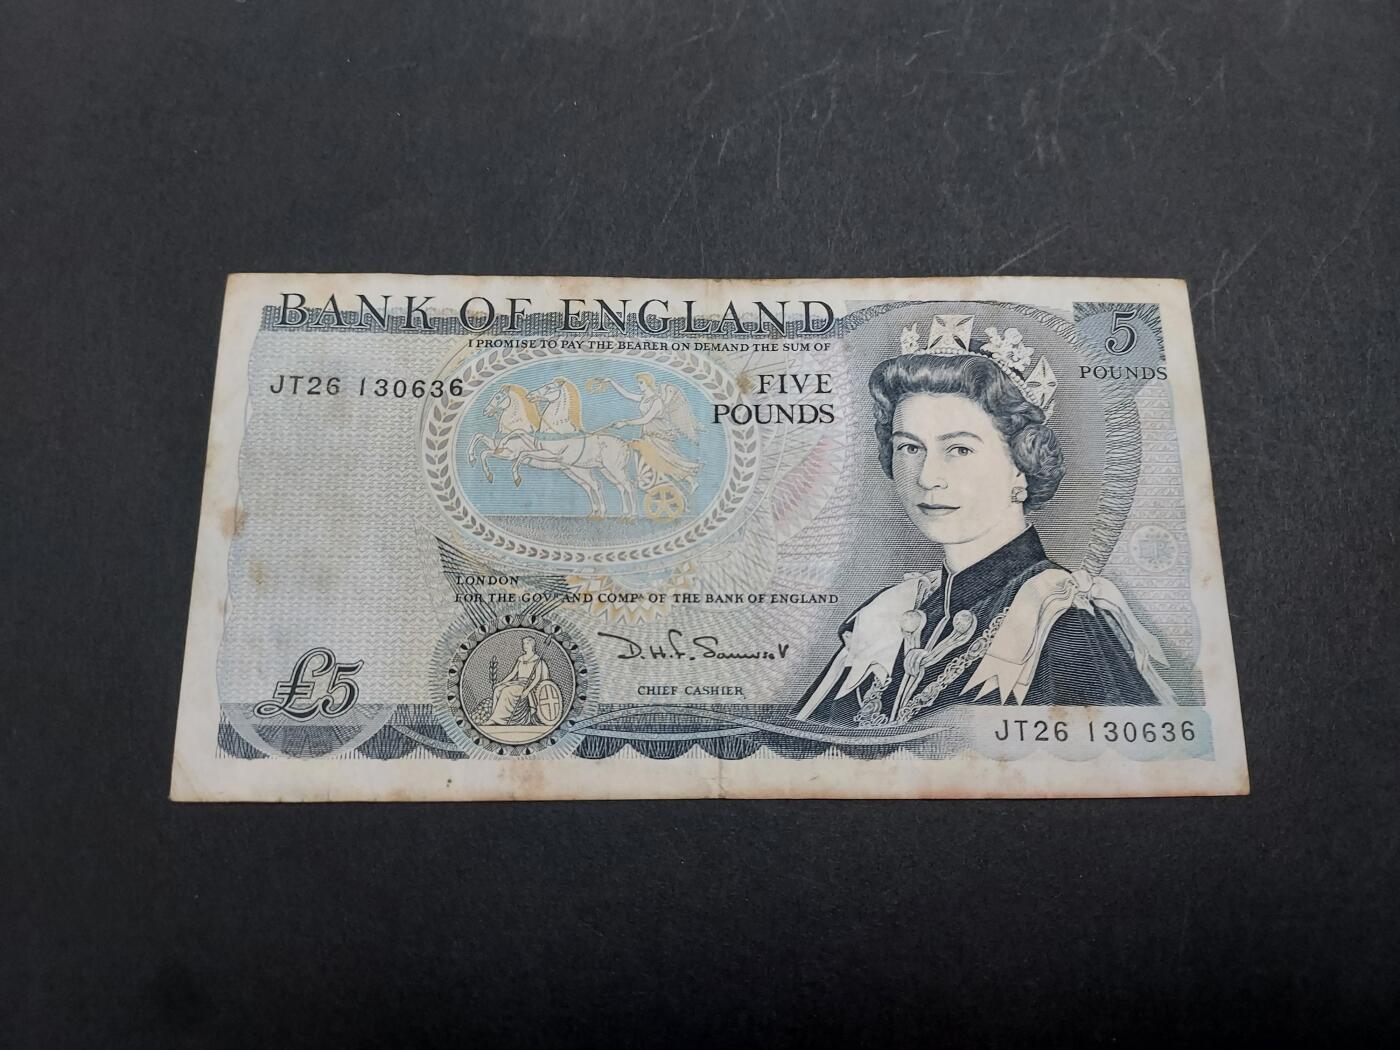 BANK OF ENGLAND
I PROMISE TO PAY THE BEARER ON DEMAND THE SUM OF
5
POUNDS
JT26 130636
FIVE
POUNDS
LONDON
FOR THE GOVR AND COMPA OF THE BANK OF ENGLAND
£5
CHIEF CASHIER
JT26 130636